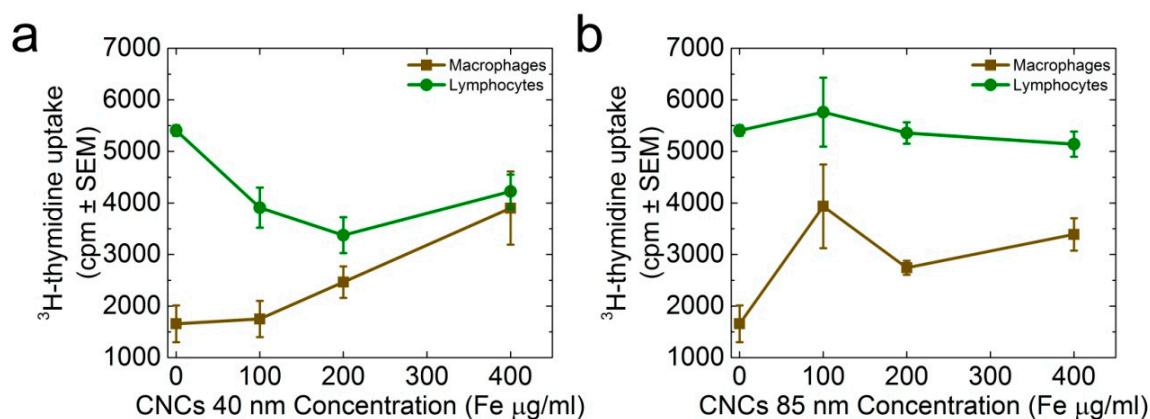 a
7000
6000
5000
4000
3000
2000
1000
³H-thymidine uptake
(cpm ± SEM)
Macrophages
Lymphocytes
0 100 200 300 400
CNCs 40 nm Concentration (Fe μg/ml)
b
7000
6000
5000
4000
3000
2000
1000
³H-thymidine uptake
(cpm ± SEM)
Macrophages
Lymphocytes
0 100 200 300 400
CNCs 85 nm Concentration (Fe μg/ml)